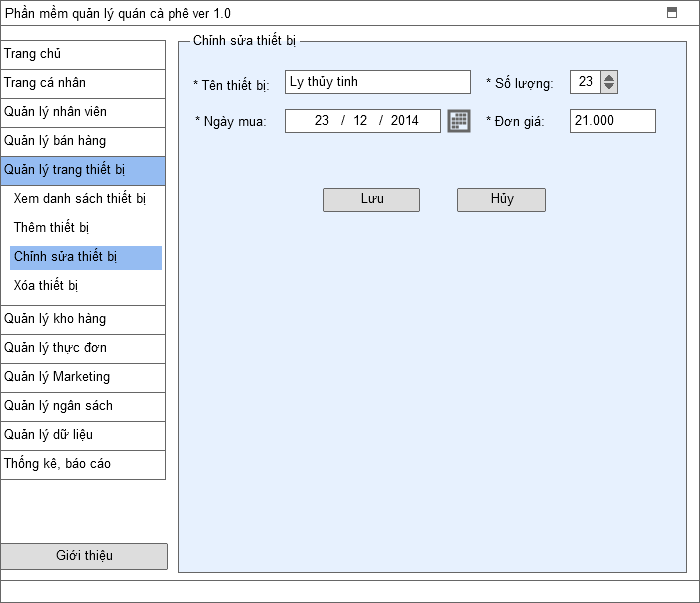 Phần mềm quản lý quán cà phê ver 1.0
Trang chủ
Trang cá nhân
Quản lý nhân viên
Quản lý bán hàng
Quản lý trang thiết bị
Xem danh sách thiết bị
Thêm thiết bị
Chỉnh sửa thiết bị
Xóa thiết bị
Quản lý kho hàng
Quản lý thực đơn
Quản lý Marketing
Quản lý ngân sách
Quản lý dữ liệu
Thống kê, báo cáo
Giới thiệu
Chỉnh sửa thiết bị
* Tên thiết bị: Ly thủy tinh * Số lượng: 23
* Ngày mua: 23 / 12 / 2014 * Đơn giá: 21.000
Lưu Hủy